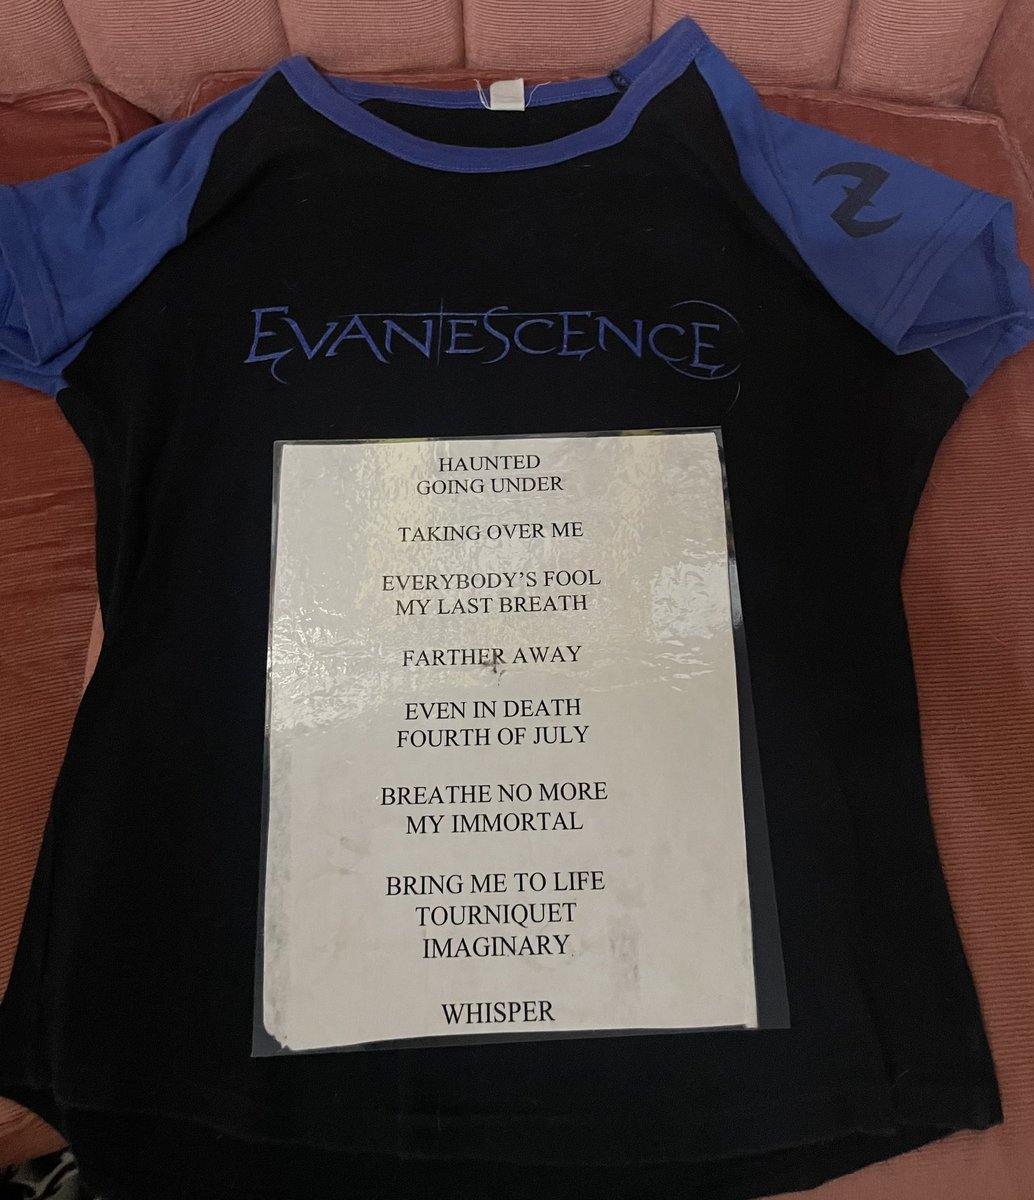 EVANESCENCE
HAUNTED
GOING UNDER
TAKING OVER ME
EVERYBODY'S FOOL
MY LAST BREATH
FARTHER AWAY
EVEN IN DEATH
FOURTH OF JULY
BREATHE NO MORE
MY IMMORTAL
BRING ME TO LIFE
TOURNIQUET
IMAGINARY
WHISPER